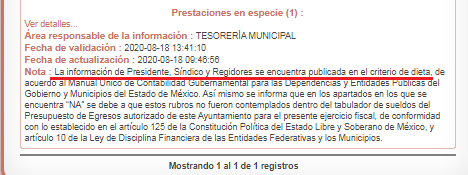 Prestaciones en especie (1) :
Ver detalles...
Área responsable de la información : TESORERÍA MUNICIPAL
Fecha de validación : 2020-08-18 13:41:10
Fecha de actualización : 2020-08-18 09:46:56
Nota : La información de Presidente, Síndico y Regidores se encuentra publicada en el criterio de dieta, de
acuerdo al Manual Único de Contabilidad Gubernamental para las Dependencias y Entidades Públicas del
Gobierno y Municipios del Estado de México. Así mismo se informa que en los apartados en los que se
encuentra "NA" se debe a que estos rubros no fueron contemplados dentro del tabulador de sueldos del
Presupuesto de Egresos autorizado de este Ayuntamiento para el presente ejercicio fiscal, de conformidad
con lo establecido en el artículo 125 de la Constitución Política del Estado Libre y Soberano de México, y
artículo 10 de la Ley de Disciplina Financiera de las Entidades Federativas y los Municipios.
Mostrando 1 al 1 de 1 registros